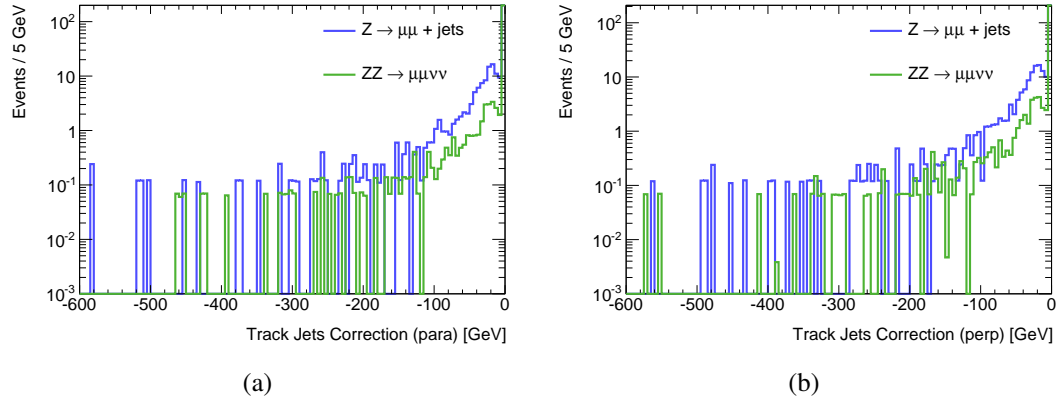 Events / 5 GeV
10²
10
1
10⁻¹
10⁻²
10⁻³
Z → μμ + jets
ZZ → μμνν
-600 -500 -400 -300 -200 -100 0
Track Jets Correction (para) [GeV]
(a)
Events / 5 GeV
10²
10
1
10⁻¹
10⁻²
10⁻³
Z → μμ + jets
ZZ → μμνν
-600 -500 -400 -300 -200 -100 0
Track Jets Correction (perp) [GeV]
(b)